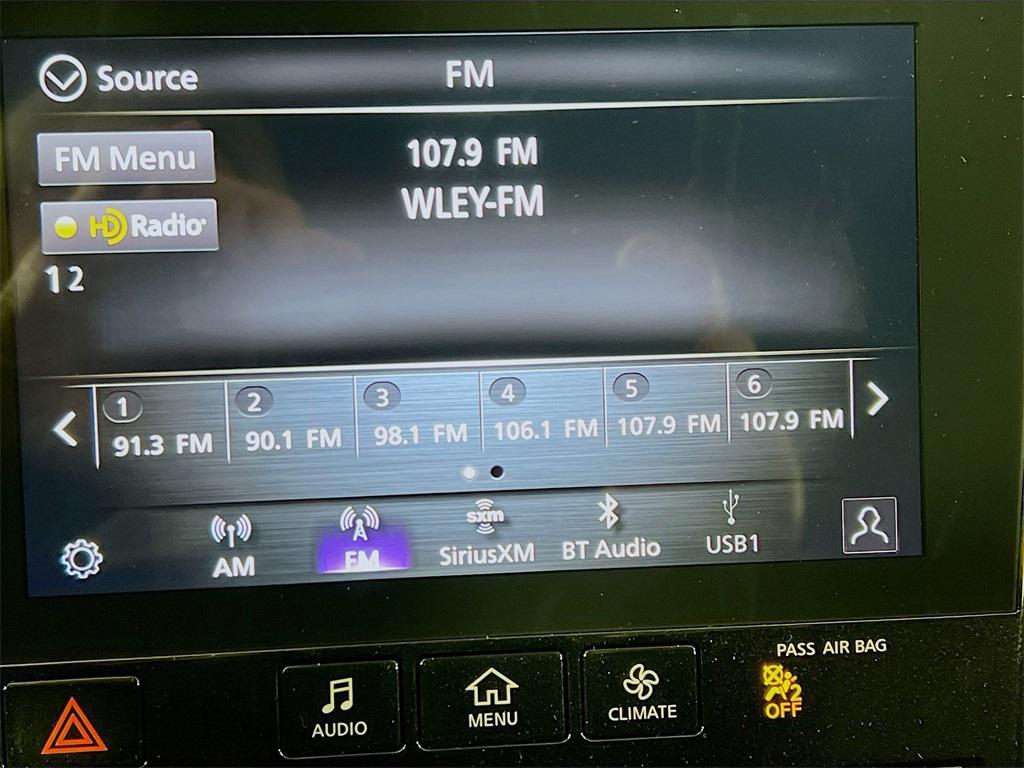 Source
FM
FM Menu
107.9 FM
HD Radio
WLEY-FM
12
1 2 3 4 5 6
91.3 FM 90.1 FM 98.1 FM 106.1 FM 107.9 FM 107.9 FM
sxm
AM FM SiriusXM BT Audio USB1
PASS AIR BAG
AUDIO MENU CLIMATE
2
OFF